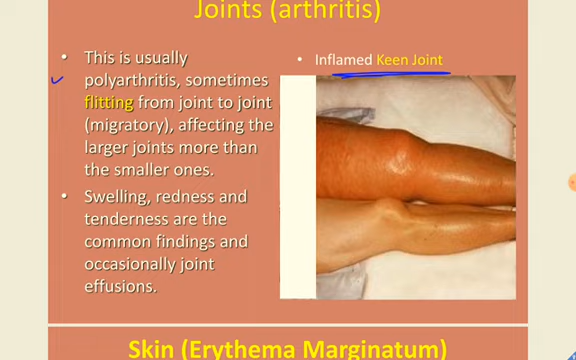 Joints (arthritis)
• This is usually
polyarthritis, sometimes
flitting from joint to joint
(migratory), affecting the
larger joints more than
the smaller ones.
• Swelling, redness and
tenderness are the
common findings and
occasionally joint
effusions.
• Inflamed Keen Joint
Skin (Erythema Marginatum)